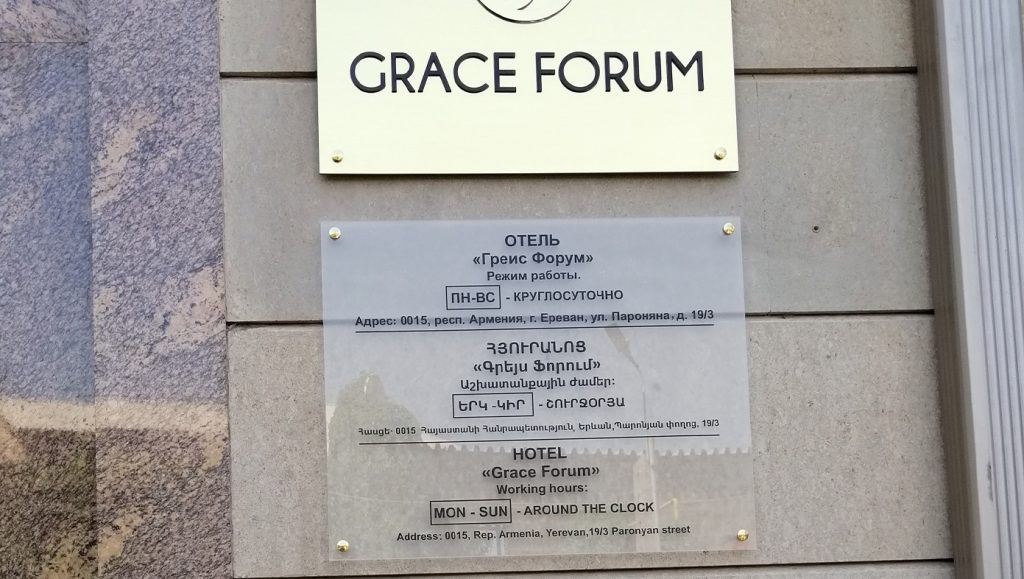 GRACE FORUM
ОТЕЛЬ
«Греис Форум»
Режим работы.
ПН-ВС - КРУГЛОСУТОЧНО
Адрес: 0015, респ. Армения, г. Ереван, ул. Пароняна, д. 19/3
ՀՅՈՒՐԱՆՈՑ
«Գրեյս Ֆորում»
Աշխատանքային ժամեր:
ԵՐԿ -ԿԻՐ - ՇՈՒՐՋՕՐՅԱ
Հասցե· 0015 Հայաստանի Հանրապետություն, Երևան,Պարոնյան փողոց, 19/3
HOTEL
«Grace Forum»
Working hours:
MON - SUN - AROUND THE CLOCK
Address: 0015, Rep. Armenia, Yerevan,19/3 Paronyan street